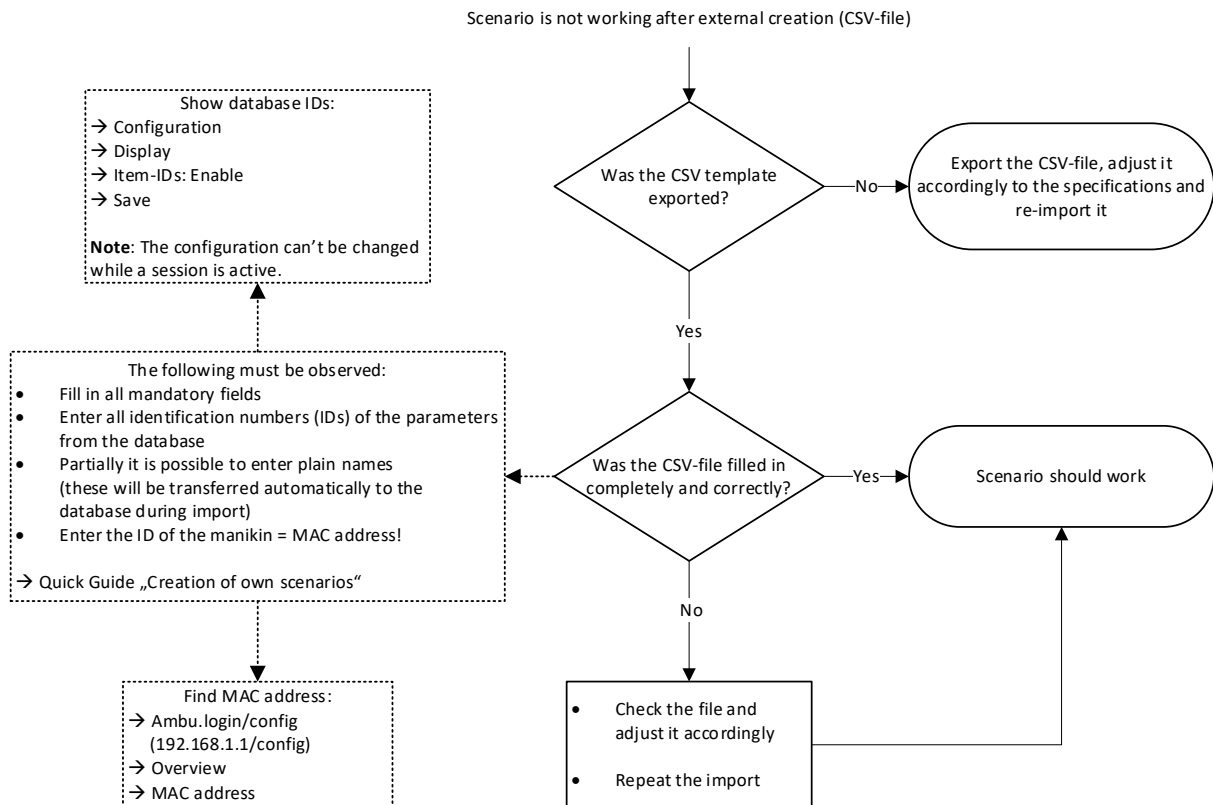 Scenario is not working after external creation (CSV-file)
Show database IDs:
→ Configuration
→ Display
→ Item-IDs: Enable
→ Save
Note: The configuration can't be changed
while a session is active.
Was the CSV template
exported?
No
Export the CSV-file, adjust it
accordingly to the specifications and
re-import it
Yes
The following must be observed:
• Fill in all mandatory fields
• Enter all identification numbers (IDs) of the parameters
from the database
• Partially it is possible to enter plain names
(these will be transferred automatically to the
database during import)
• Enter the ID of the manikin = MAC address!
→ Quick Guide „Creation of own scenarios“
Was the CSV-file filled in
completely and correctly?
Yes
Scenario should work
No
Find MAC address:
→ Ambu.login/config
(192.168.1.1/config)
→ Overview
→ MAC address
• Check the file and
adjust it accordingly
• Repeat the import